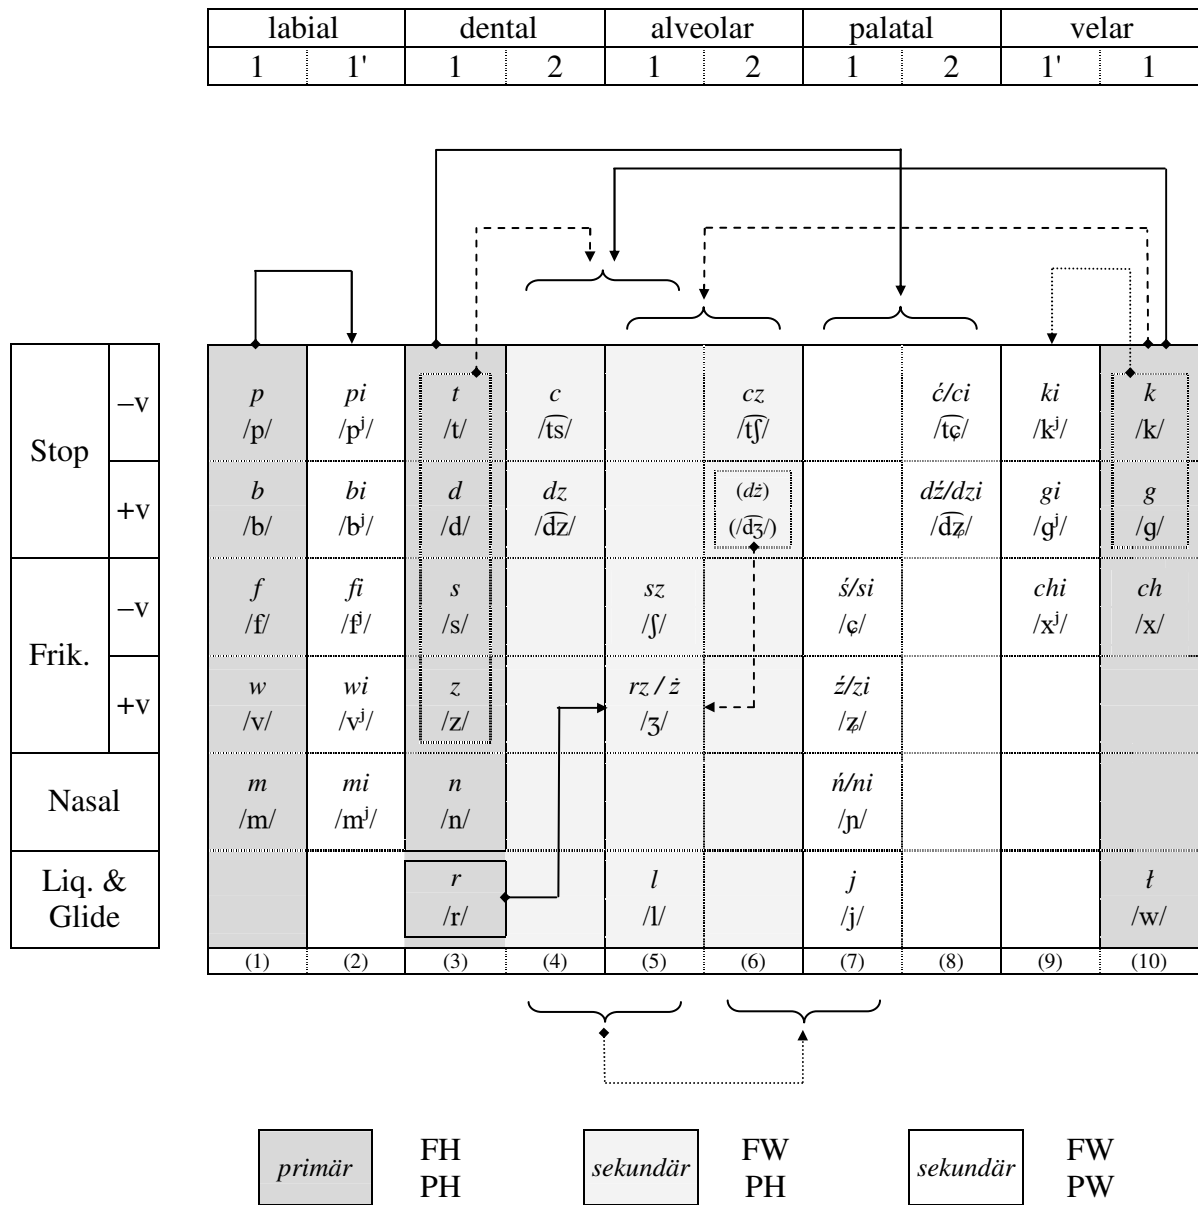 labial dental alveolar palatal velar
1 1' 1 2 1 2 1 2 1' 1
Stop
–v
p pi t c cz ć/ci ki k
/p/ /pʲ/ /t/ /t͡s/ /t͡ʃ/ /t͡ɕ/ /kʲ/ /k/
+v
b bi d dz (dż) dź/dzi gi g
/b/ /bʲ/ /d/ /d͡z/ (/d͡ʒ/) /d͡ʑ/ /gʲ/ /g/
Frik.
–v
f fi s sz ś/si chi ch
/f/ /fʲ/ /s/ /ʃ/ /ɕ/ /xʲ/ /x/
+v
w wi z rz / ż ź/zi
/v/ /vʲ/ /z/ /ʒ/ /ʑ/
Nasal
m mi n ń/ni
/m/ /mʲ/ /n/ /ɲ/
Liq. &
Glide
r l j ł
/r/ /l/ /j/ /w/
(1) (2) (3) (4) (5) (6) (7) (8) (9) (10)
primär
FH
PH
sekundär
FW
PH
sekundär
FW
PW